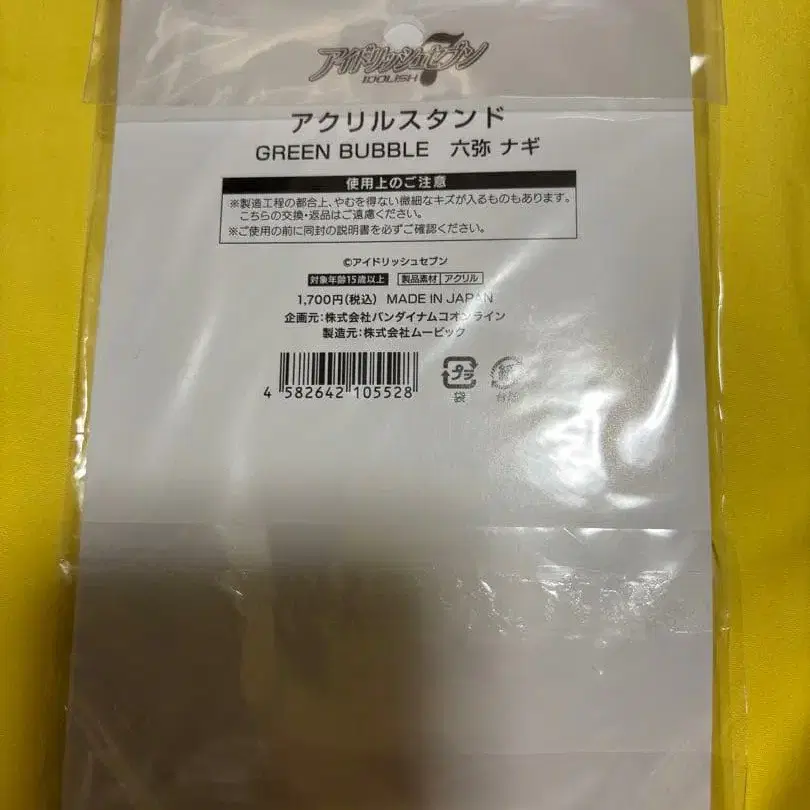 アイドリッシュセブン
IDOLISH
7
アクリルスタンド
GREEN BUBBLE 六弥 ナギ
使用上のご注意
※製造工程の都合上、やむを得ない微細なキズが入るものもあります。
こちらの交換・返品はご遠慮ください。
※ご使用の前に同封の説明書を必ずご確認ください。
©アイドリッシュセブン
対象年齢15歳以上 製品素材 アクリル
1,700円(税込) MADE IN JAPAN
企画元:株式会社バンダイナムコオンライン
製造元:株式会社ムービック
4 582642 105528
プラ 紙
袋 台紙